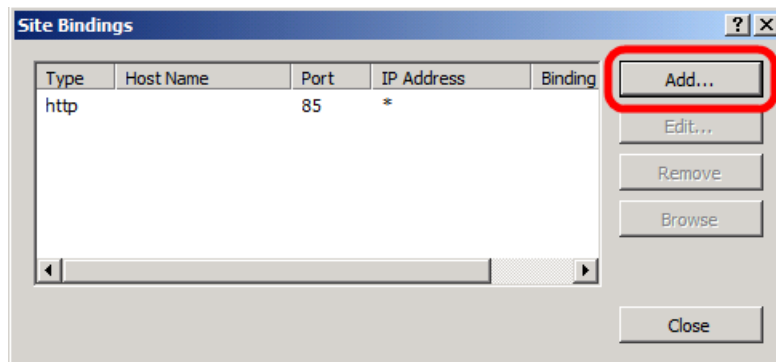 Site Bindings
Type Host Name Port IP Address Binding
http 85 *
Add...
Edit...
Remove
Browse
Close